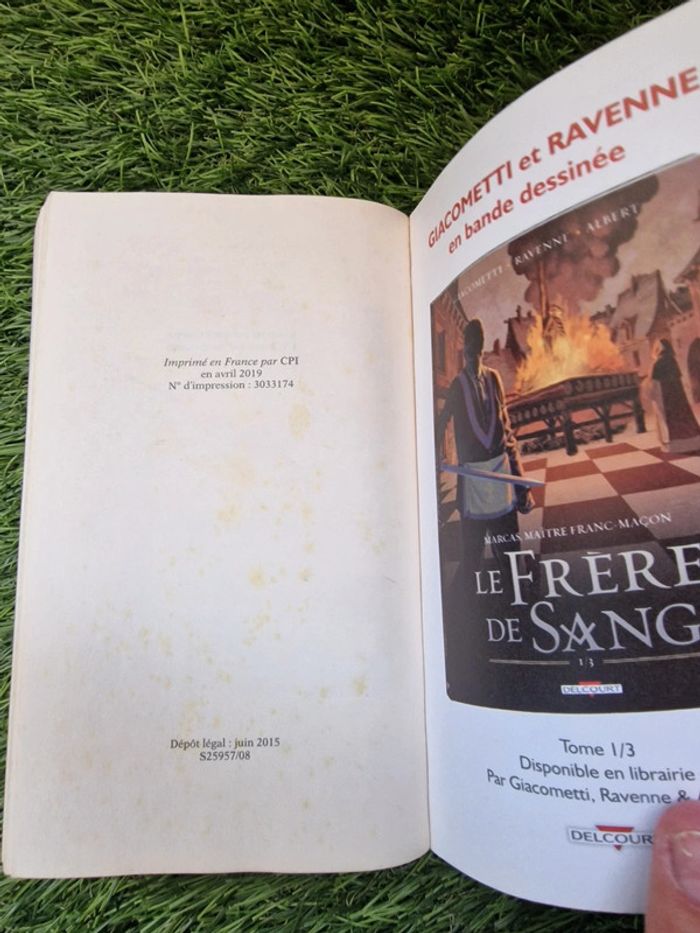 Imprimé en France par CPI
en avril 2019
N° d'impression : 3033174
Dépôt légal : juin 2015
S25957/08
GIACOMETTI et RAVENNE
en bande dessinée
GIACOMETTI · RAVENNE · ALBERT
MARCAS, MAÎTRE FRANC-MAÇON
LE FRÈRE
DE SANG
1/3
DELCOURT
Tome 1/3
Disponible en librairie
Par Giacometti, Ravenne &
DELCOURT